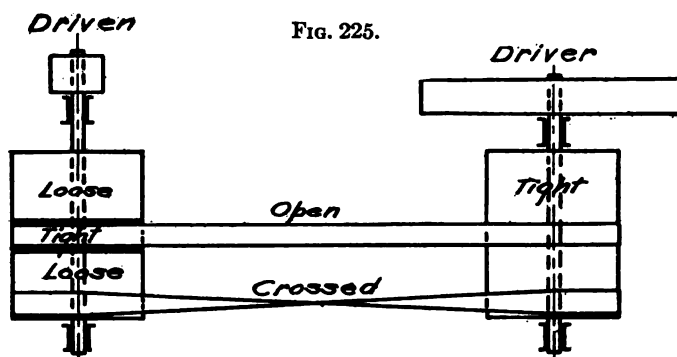 FIG. 225.
Driven
Driver
Loose
Tight
Open
Tight
Loose
Crossed